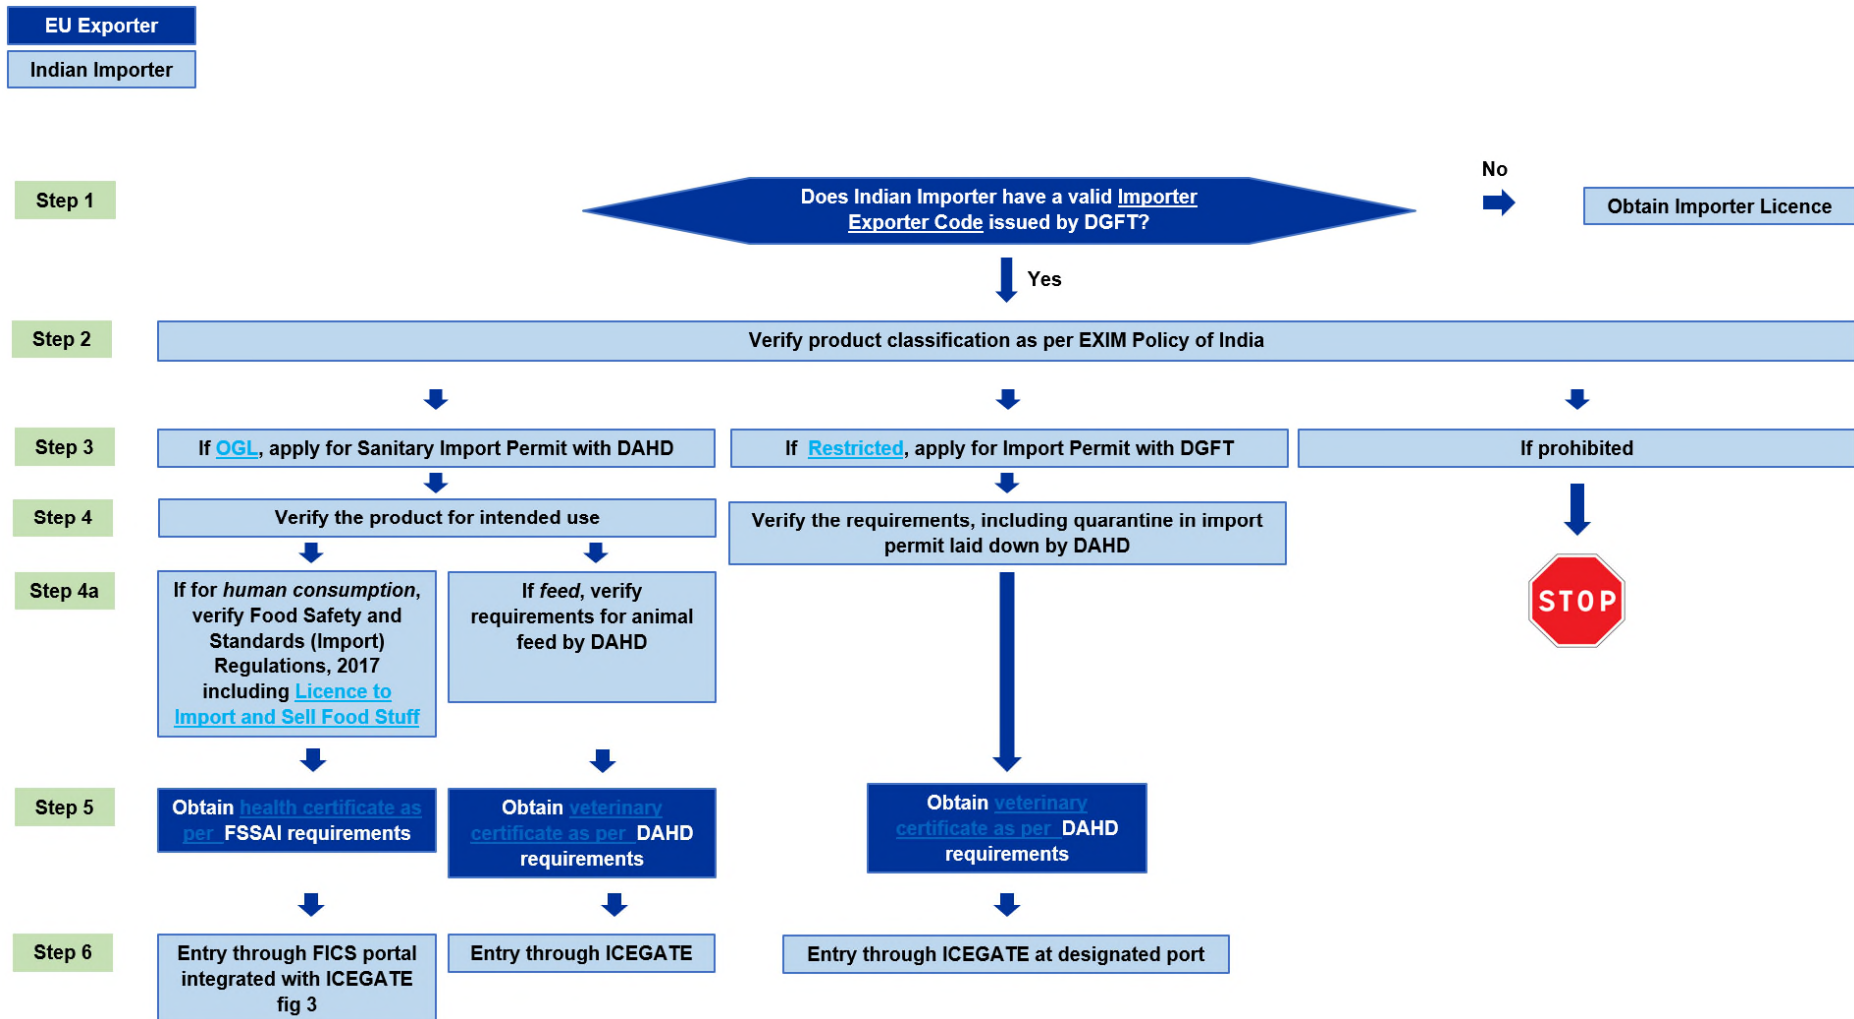 EU Exporter
Indian Importer
No
Step 1
Does Indian Importer have a valid Importer
Exporter Code issued by DGFT?
Obtain Importer Licence
Yes
Step 2
Verify product classification as per EXIM Policy of India
Step 3
If OGL, apply for Sanitary Import Permit with DAHD
If Restricted, apply for Import Permit with DGFT
If prohibited
Step 4
Verify the product for intended use
Verify the requirements, including quarantine in import
permit laid down by DAHD
Step 4a
If for human consumption,
verify Food Safety and
Standards (Import)
Regulations, 2017
including Licence to
Import and Sell Food Stuff
If feed, verify
requirements for animal
feed by DAHD
STOP
Step 5
Obtain health certificate as
per FSSAI requirements
Obtain veterinary
certificate as per DAHD
requirements
Obtain veterinary
certificate as per DAHD
requirements
Step 6
Entry through FICS portal
integrated with ICEGATE
fig 3
Entry through ICEGATE
Entry through ICEGATE at designated port